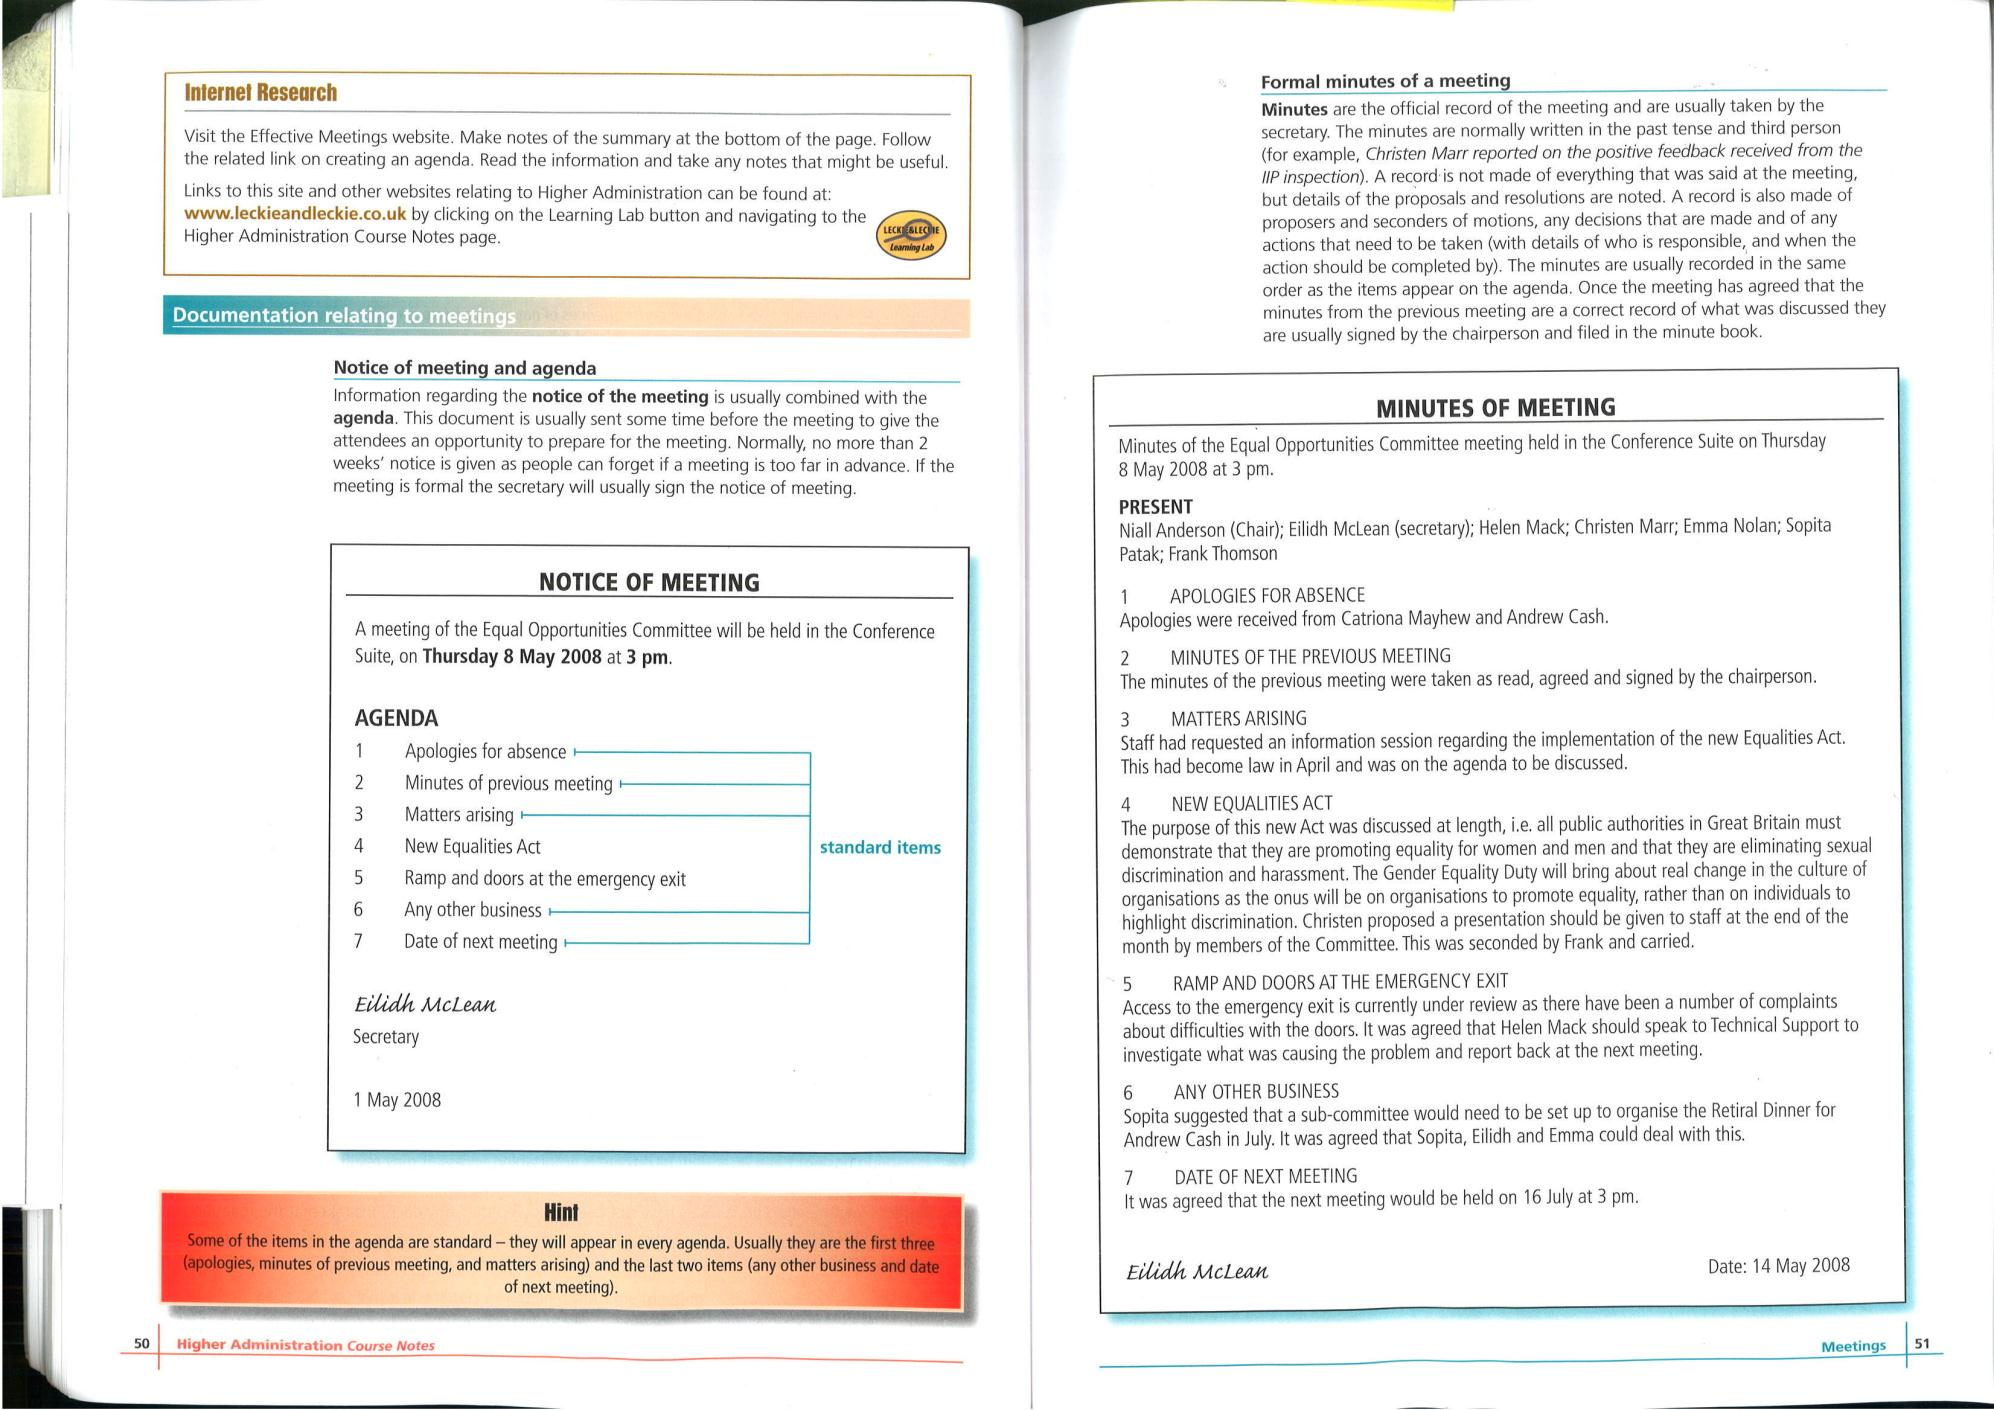 Internet Research
Visit the Effective Meetings website. Make notes of the summary at the bottom of the page. Follow
the related link on creating an agenda. Read the information and take any notes that might be useful.
Links to this site and other websites relating to Higher Administration can be found at:
www.leckieandleckie.co.uk by clicking on the Learning Lab button and navigating to the
Higher Administration Course Notes page.
LECKIE&LECKIE
Learning Lab
Documentation relating to meetings
Notice of meeting and agenda
Information regarding the notice of the meeting is usually combined with the
agenda. This document is usually sent some time before the meeting to give the
attendees an opportunity to prepare for the meeting. Normally, no more than 2
weeks' notice is given as people can forget if a meeting is too far in advance. If the
meeting is formal the secretary will usually sign the notice of meeting.
NOTICE OF MEETING
A meeting of the Equal Opportunities Committee will be held in the Conference
Suite, on Thursday 8 May 2008 at 3 pm.
AGENDA
1 Apologies for absence
2 Minutes of previous meeting
3 Matters arising
4 New Equalities Act
standard items
5 Ramp and doors at the emergency exit
6 Any other business
7 Date of next meeting
Eilidh McLean
Secretary
1 May 2008
Hint
Some of the items in the agenda are standard – they will appear in every agenda. Usually they are the first three
(apologies, minutes of previous meeting, and matters arising) and the last two items (any other business and date
of next meeting).
50 Higher Administration Course Notes
Formal minutes of a meeting
Minutes are the official record of the meeting and are usually taken by the
secretary. The minutes are normally written in the past tense and third person
(for example, Christen Marr reported on the positive feedback received from the
IIP inspection). A record is not made of everything that was said at the meeting,
but details of the proposals and resolutions are noted. A record is also made of
proposers and seconders of motions, any decisions that are made and of any
actions that need to be taken (with details of who is responsible, and when the
action should be completed by). The minutes are usually recorded in the same
order as the items appear on the agenda. Once the meeting has agreed that the
minutes from the previous meeting are a correct record of what was discussed they
are usually signed by the chairperson and filed in the minute book.
MINUTES OF MEETING
Minutes of the Equal Opportunities Committee meeting held in the Conference Suite on Thursday
8 May 2008 at 3 pm.
PRESENT
Niall Anderson (Chair); Eilidh McLean (secretary); Helen Mack; Christen Marr; Emma Nolan; Sopita
Patak; Frank Thomson
1 APOLOGIES FOR ABSENCE
Apologies were received from Catriona Mayhew and Andrew Cash.
2 MINUTES OF THE PREVIOUS MEETING
The minutes of the previous meeting were taken as read, agreed and signed by the chairperson.
3 MATTERS ARISING
Staff had requested an information session regarding the implementation of the new Equalities Act.
This had become law in April and was on the agenda to be discussed.
4 NEW EQUALITIES ACT
The purpose of this new Act was discussed at length, i.e. all public authorities in Great Britain must
demonstrate that they are promoting equality for women and men and that they are eliminating sexual
discrimination and harassment. The Gender Equality Duty will bring about real change in the culture of
organisations as the onus will be on organisations to promote equality, rather than on individuals to
highlight discrimination. Christen proposed a presentation should be given to staff at the end of the
month by members of the Committee. This was seconded by Frank and carried.
5 RAMP AND DOORS AT THE EMERGENCY EXIT
Access to the emergency exit is currently under review as there have been a number of complaints
about difficulties with the doors. It was agreed that Helen Mack should speak to Technical Support to
investigate what was causing the problem and report back at the next meeting.
6 ANY OTHER BUSINESS
Sopita suggested that a sub-committee would need to be set up to organise the Retiral Dinner for
Andrew Cash in July. It was agreed that Sopita, Eilidh and Emma could deal with this.
7 DATE OF NEXT MEETING
It was agreed that the next meeting would be held on 16 July at 3 pm.
Eilidh McLean Date: 14 May 2008
Meetings 51